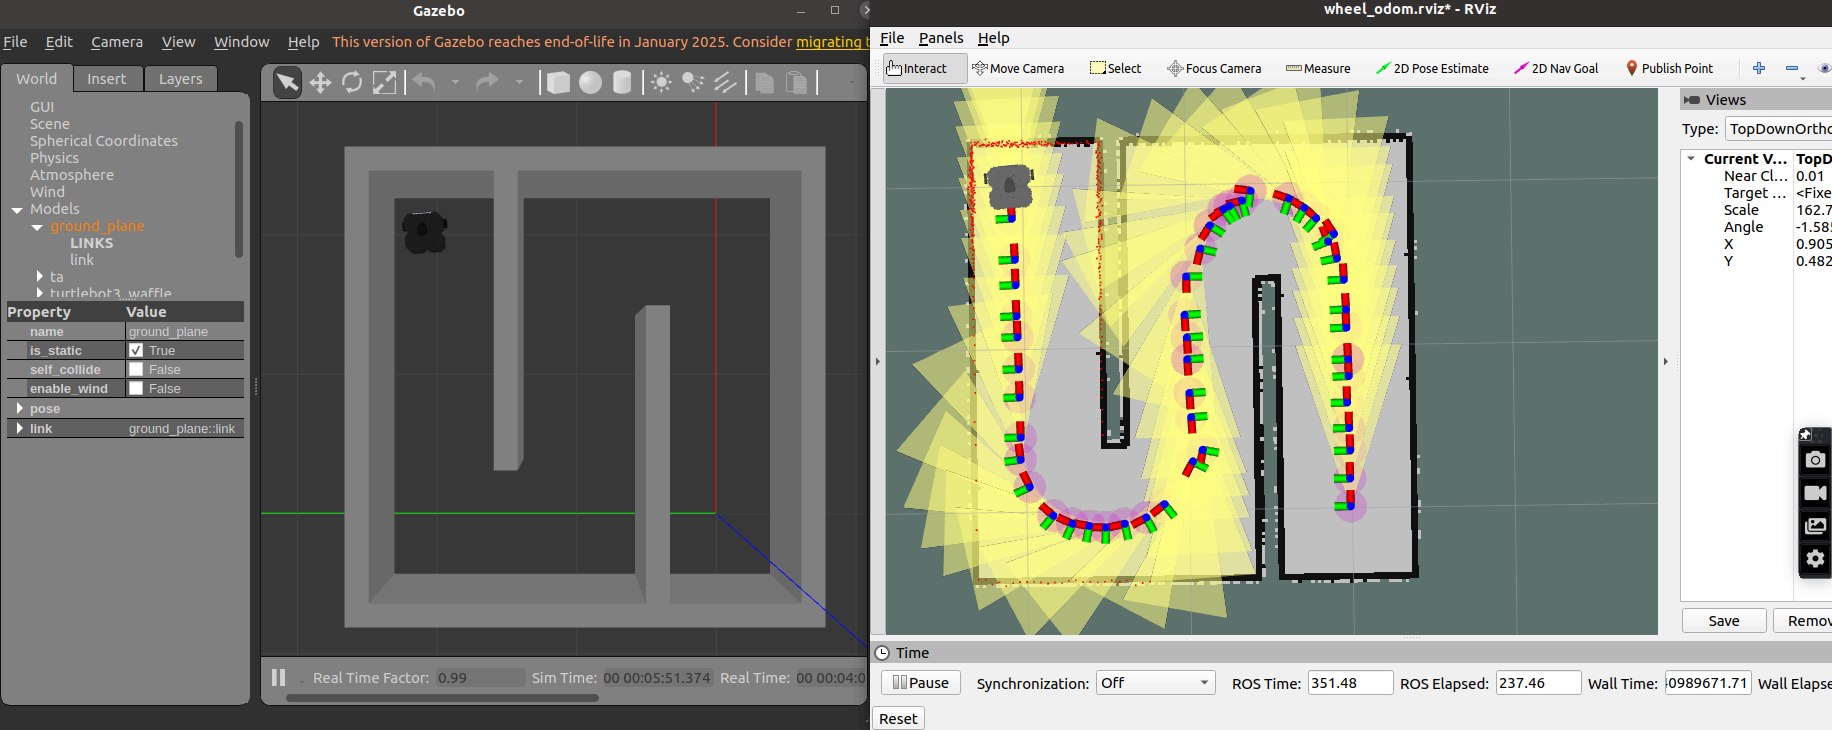 Gazebo
File Edit Camera View Window Help This version of Gazebo reaches end-of-life in January 2025. Consider migrating
World Insert Layers
GUI
Scene
Spherical Coordinates
Physics
Atmosphere
Wind
Models
ground_plane
LINKS
link
ta
turtlebot3_waffle
Property Value
name ground_plane
is_static True
self_collide False
enable_wind False
pose
link ground_plane::link
Real Time Factor: 0.99 Sim Time: 00 00:05:51.374 Real Time: 00 00:04:0
wheel_odom.rviz* - RViz
File Panels Help
Interact Move Camera Select Focus Camera Measure 2D Pose Estimate 2D Nav Goal Publish Point
Views
Type: TopDownOrtho
Current V... TopD
Near Cl... 0.01
Target ... <Fixe
Scale 162.7
Angle -1.585
X 0.905
Y 0.482
Save Remov
Time
Pause Synchronization: Off ROS Time: 351.48 ROS Elapsed: 237.46 Wall Time: 0989671.71 Wall Elapse
Reset